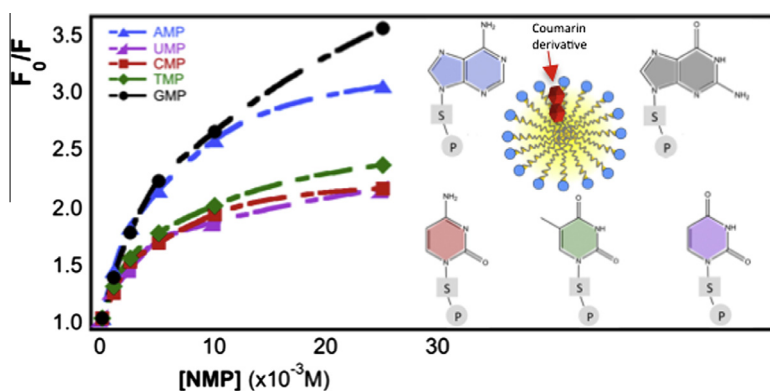 F₀/F
3.5
3.0
2.5
2.0
1.5
1.0
AMP
UMP
CMP
TMP
GMP
0
10
20
30
[NMP] (x10⁻³M)
Coumarin
derivative
NH₂
N
N
N
N
S
P
O
N
NH
N
N
NH₂
S
P
NH₂
N
N
O
S
P
O
NH
N
O
S
P
O
NH
N
O
S
P